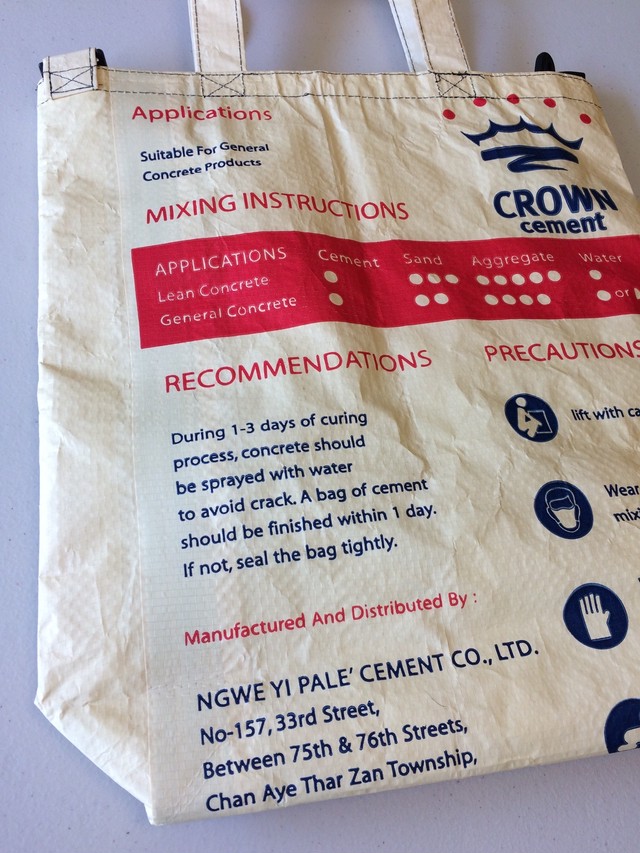 Applications
Suitable For General
Concrete Products
CROWN
cement
MIXING INSTRUCTIONS
APPLICATIONS Cement Sand Aggregate Water
Lean Concrete
General Concrete or
RECOMMENDATIONS
During 1-3 days of curing
process, concrete should
be sprayed with water
to avoid crack. A bag of cement
should be finished within 1 day.
If not, seal the bag tightly.
PRECAUTIONS
lift with
Wear
Manufactured And Distributed By :
NGWE YI PALE’ CEMENT CO., LTD.
No-157, 33rd Street,
Between 75th & 76th Streets,
Chan Aye Thar Zan Township,